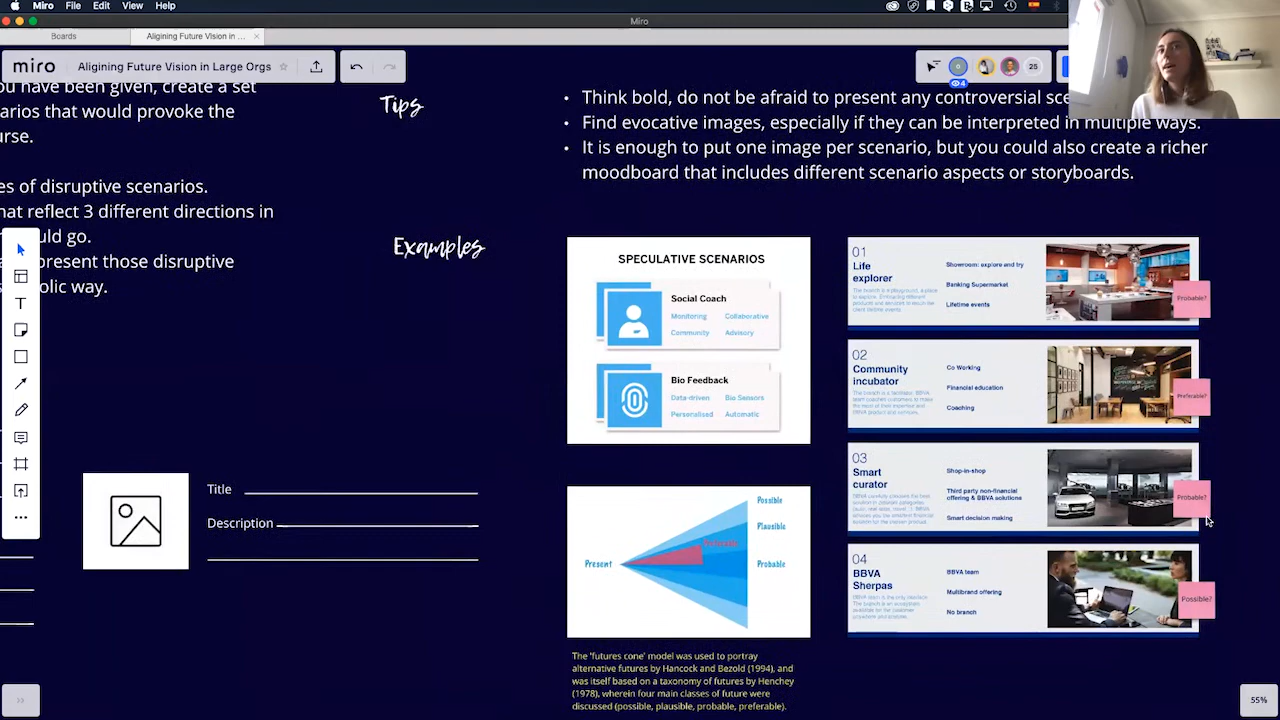 Miro File Edit View Window Help
Miro
Boards
Aligning Future Vision in ...
miro
Aligning Future Vision in Large Orgs
25
4
ou have been given, create a set
arios that would provoke the
urse.
es of disruptive scenarios.
hat reflect 3 different directions in
uld go.
present those disruptive
olic way.
Tips
• Think bold, do not be afraid to present any controversial sce
• Find evocative images, especially if they can be interpreted in multiple ways.
• It is enough to put one image per scenario, but you could also create a richer
moodboard that includes different scenario aspects or storyboards.
Examples
SPECULATIVE SCENARIOS
Social Coach
Monitoring Collaborative
Community Advisory
Bio Feedback
Data-driven Bio Sensors
Personalised Automatic
01
Life
explorer
Showroom: explore and try
Banking Supermarket
Lifetime events
Probable?
02
Community
incubator
Co Working
Financial education
Coaching
Preferable?
03
Smart
curator
Shop-in-shop
Third party non-financial
offering & BBVA solutions
Smart decision making
Probable?
04
BBVA
Sherpas
BBVA team
Multibrand offering
No branch
Possible?
Title
Description
Present
Possible
Plausible
Probable
The 'futures cone' model was used to portray
alternative futures by Hancock and Bezold (1994), and
was itself based on a taxonomy of futures by Henchey
(1978), wherein four main classes of future were
discussed (possible, plausible, probable, preferable).
55%